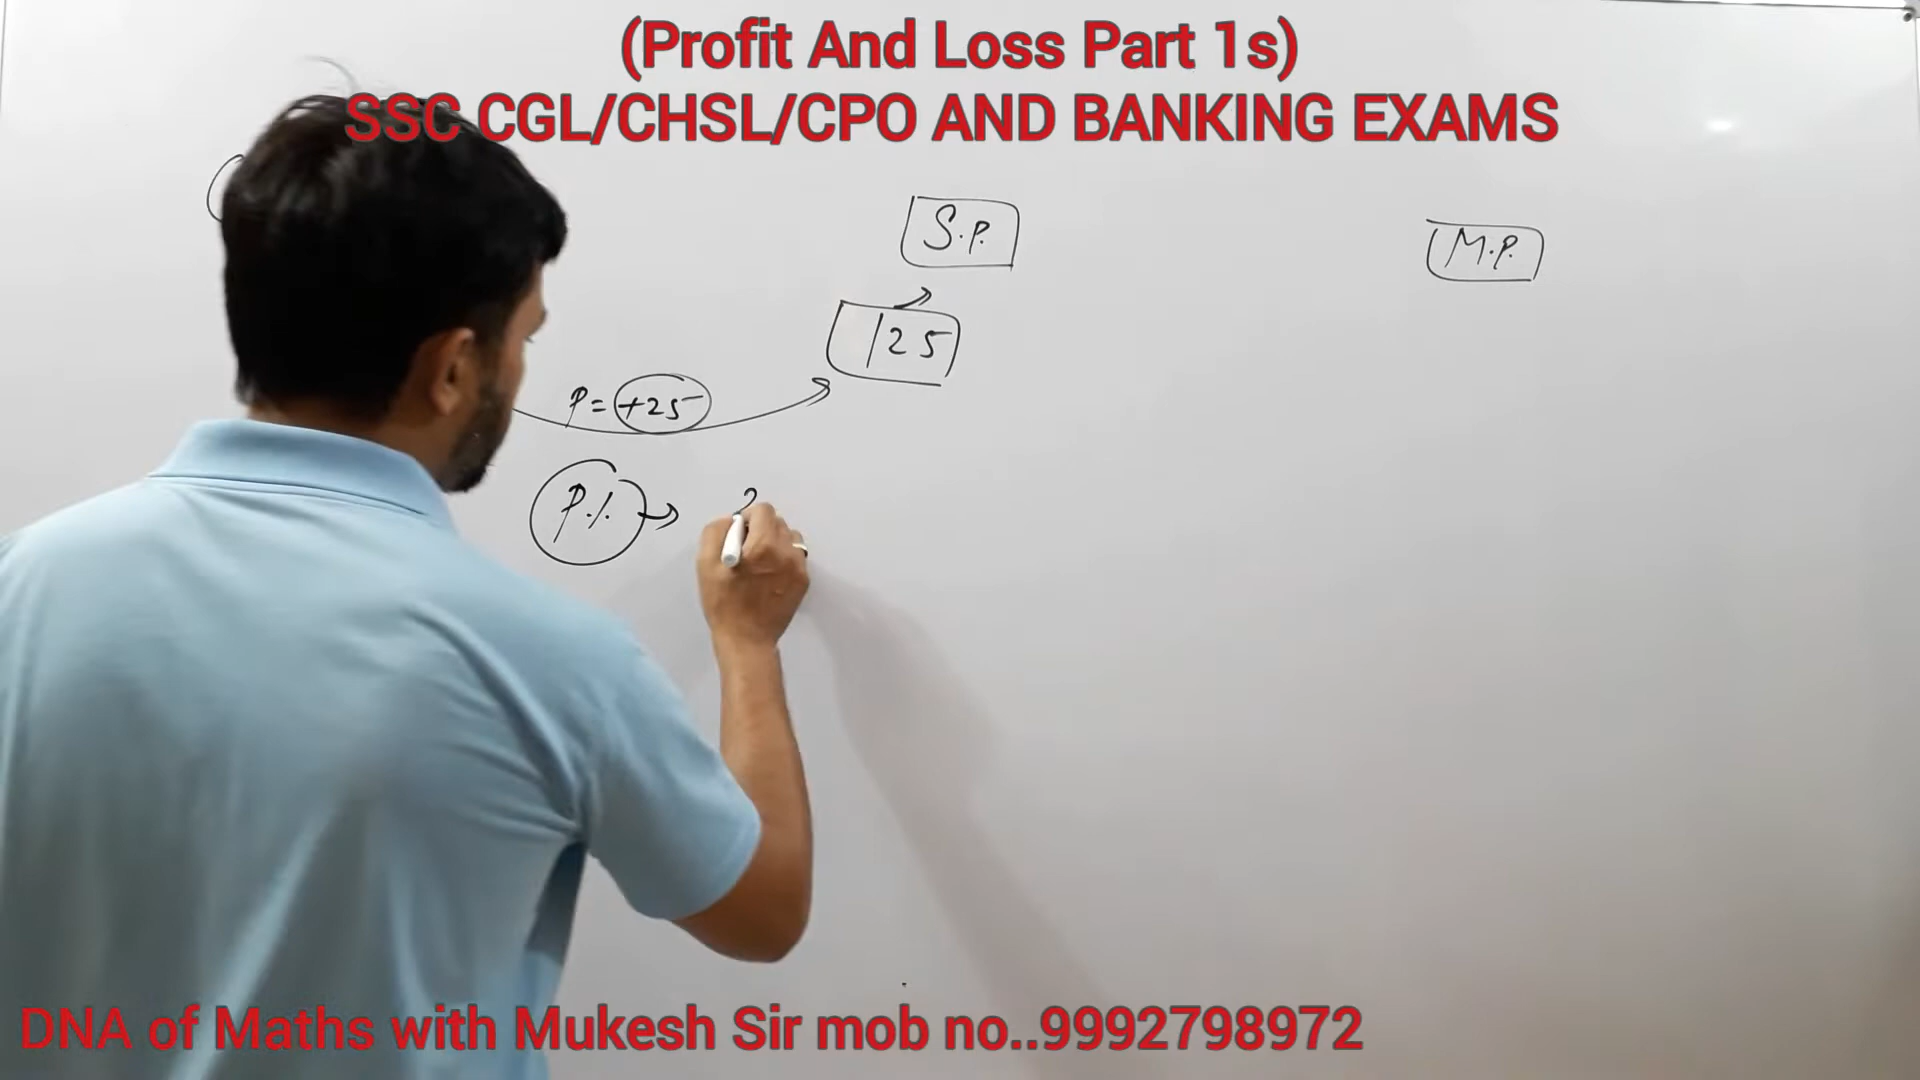 (Profit And Loss Part 1s)
SSC CGL/CHSL/CPO AND BANKING EXAMS
S.P.
M.P.
125
P = +25
P.%
2
DNA of Maths with Mukesh Sir mob no..9992798972